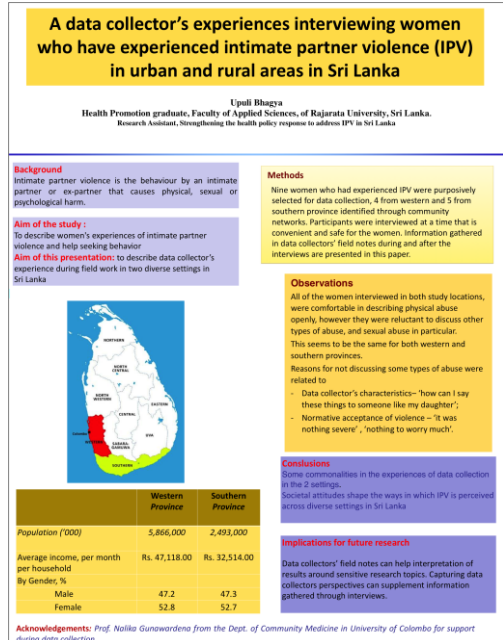 A data collector's experiences interviewing women
who have experienced intimate partner violence (IPV)
in urban and rural areas in Sri Lanka
Upuli Bhagya
Health Promotion graduate, Faculty of Applied Sciences, of Rajarata University, Sri Lanka.
Research Assistant, Strengthening the health policy response to address IPV in Sri Lanka
Background
Intimate partner violence is the behaviour by an intimate
partner or ex-partner that causes physical, sexual or
psychological harm.
Aim of the study :
To describe women's experiences of intimate partner
violence and help seeking behavior
Aim of this presentation: to describe data collector's
experience during field work in two diverse settings in
Sri Lanka
NORTHERN
NORTH
CENTRAL
NORTH
WESTERN
EASTERN
CENTRAL
UVA
SABARA-
GAMUWA
SOUTHERN
Western Southern
Province Province
Population ('000) 5,866,000 2,493,000
Average income, per month Rs. 47,118.00 Rs. 32,514.00
per household
By Gender, %
Male 47.2 47.3
Female 52.8 52.7
Methods
Nine women who had experienced IPV were purposively
selected for data collection, 4 from western and 5 from
southern province identified through community
networks. Participants were interviewed at a time that is
convenient and safe for the women. Information gathered
in data collectors' field notes during and after the
interviews are presented in this paper.
Observations
All of the women interviewed in both study locations,
were comfortable in describing physical abuse
openly, however they were reluctant to discuss other
types of abuse, and sexual abuse in particular.
This seems to be the same for both western and
southern provinces.
Reasons for not discussing some types of abuse were
related to
- Data collector's characteristics– 'how can I say
these things to someone like my daughter';
- Normative acceptance of violence – 'it was
nothing severe' , 'nothing to worry much'.
Conslusions
Some commonalities in the experiences of data collection
in the 2 settings.
Societal attitudes shape the ways in which IPV is perceived
across diverse settings in Sri Lanka
Implications for future research
Data collectors' field notes can help interpretation of
results around sensitive research topics. Capturing data
collectors perspectives can supplement information
gathered through interviews.
Acknowledgements: Prof. Nalika Gunawardena from the Dept. of Community Medicine in University of Colombo for support
during data collection